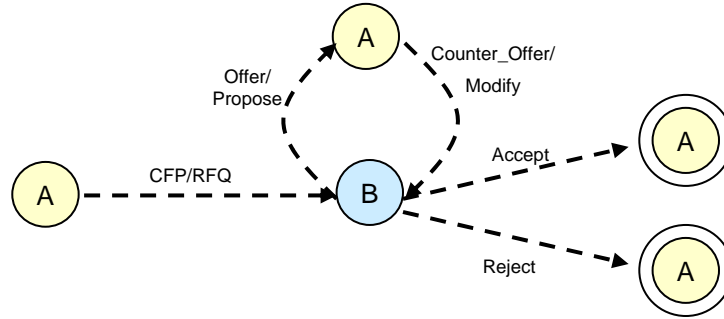 A
Counter_Offer/
Modify
Offer/
Propose
A
Accept
CFP/RFQ
A
B
Reject
A